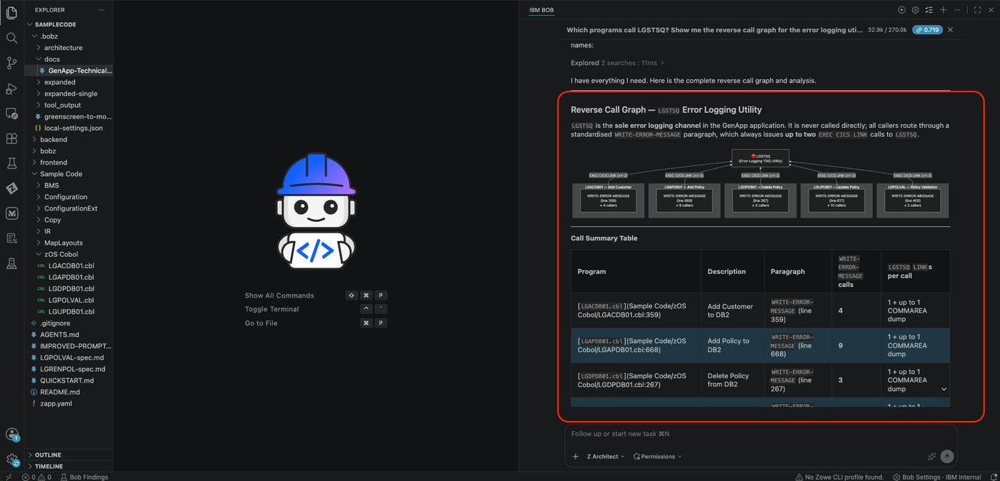 EXPLORER
SAMPLECODE
.bobz
architecture
docs
GenApp-Technical...
expanded
expanded-single
tool_output
greenscreen-to-mo...
{} local-settings.json
backend
bobz
frontend
Sample Code
BMS
Configuration
ConfigurationExt
Copy
IR
MapLayouts
zOS Cobol
CBL LGACDB01.cbl
CBL LGAPDB01.cbl
CBL LGDPDB01.cbl
CBL LGPOLVAL.cbl
CBL LGUPDB01.cbl
.gitignore
AGENTS.md
IMPROVED-PROMPT...
LGPOLVAL-spec.md
LGRENPOL-spec.md
QUICKSTART.md
README.md
! zapp.yaml
OUTLINE
TIMELINE
1
</>
Show All Commands ⇧ ⌘ P
Toggle Terminal ^ `
Go to File ⌘ P
IBM BOB
Which programs call LGSTSQ? Show me the reverse call graph for the error logging uti... 32.9k / 270.0k 0.719
names:
Explored 2 searches : 11ms >
I have everything I need. Here is the complete reverse call graph and analysis.
Reverse Call Graph — LGSTSQ Error Logging Utility
LGSTSQ is the sole error logging channel in the GenApp application. It is never called directly; all callers route through a
standardised WRITE-ERROR-MESSAGE paragraph, which always issues up to two EXEC CICS LINK calls to LGSTSQ.
LGSTSQ
(Error Logging TDQ Utility)
EXEC CICS LINK (×1–2) EXEC CICS LINK (×1–2) EXEC CICS LINK (×1–2) EXEC CICS LINK (×1–2) EXEC CICS LINK (×1–2)
LGACDB01 — Add Customer LGAPDB01 — Add Policy LGDPDB01 — Delete Policy LGUPDB01 — Update Policy LGPOLVAL — Policy Validation
WRITE-ERROR-MESSAGE WRITE-ERROR-MESSAGE WRITE-ERROR-MESSAGE WRITE-ERROR-MESSAGE WRITE-ERROR-MESSAGE
(line 359) (line 668) (line 267) (line 617) (line 400)
× 4 callers × 9 callers × 3 callers × 10 callers × 2 callers
Call Summary Table
Program Description Paragraph WRITE-ERROR-MESSAGE calls LGSTSQ LINKs per call
[LGACDB01.cbl](Sample Code/zOS Cobol/LGACDB01.cbl:359) Add Customer to DB2 WRITE-ERROR-MESSAGE (line 359) 4 1 + up to 1 COMMAREA dump
[LGAPDB01.cbl](Sample Code/zOS Cobol/LGAPDB01.cbl:668) Add Policy to DB2 WRITE-ERROR-MESSAGE (line 668) 9 1 + up to 1 COMMAREA dump
[LGDPDB01.cbl](Sample Code/zOS Cobol/LGDPDB01.cbl:267) Delete Policy from DB2 WRITE-ERROR-MESSAGE (line 267) 3 1 + up to 1 COMMAREA dump
WRITE-ERROR- 1 + up to 1
Follow up or start new task ⌘N
+ Z Architect Permissions
0 0 Bob Findings
No Zowe CLI profile found. Bob Settings · IBM Internal